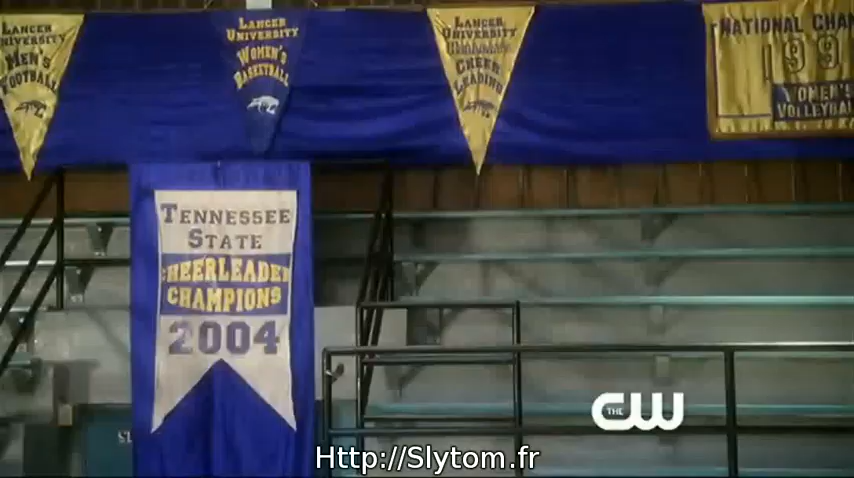 LANCER
UNIVERSITY
MEN'S
FOOTBALL
LANCER
UNIVERSITY
WOMEN'S
BASKETBALL
LANCER
UNIVERSITY
CHEER
LEADING
NATIONAL CHAM
199
WOMEN'S
VOLLEYBAL
TENNESSEE
STATE
CHEERLEADER
CHAMPIONS
2004
THE CW
Http://Slytom.fr